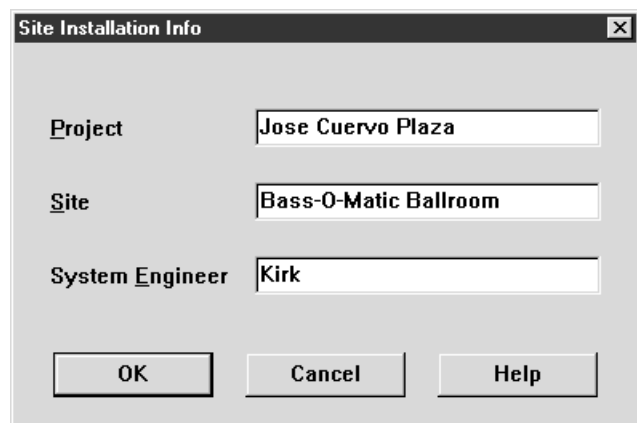 Site Installation Info
Project Jose Cuervo Plaza
Site Bass-O-Matic Ballroom
System Engineer Kirk
OK Cancel Help